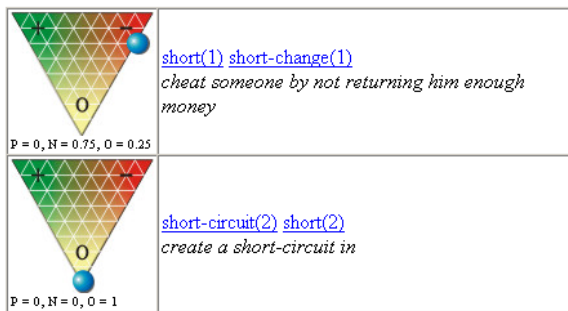 + −
O
P = 0, N = 0.75, O = 0.25
short(1) short-change(1)
cheat someone by not returning him enough
money
+ −
O
P = 0, N = 0, O = 1
short-circuit(2) short(2)
create a short-circuit in